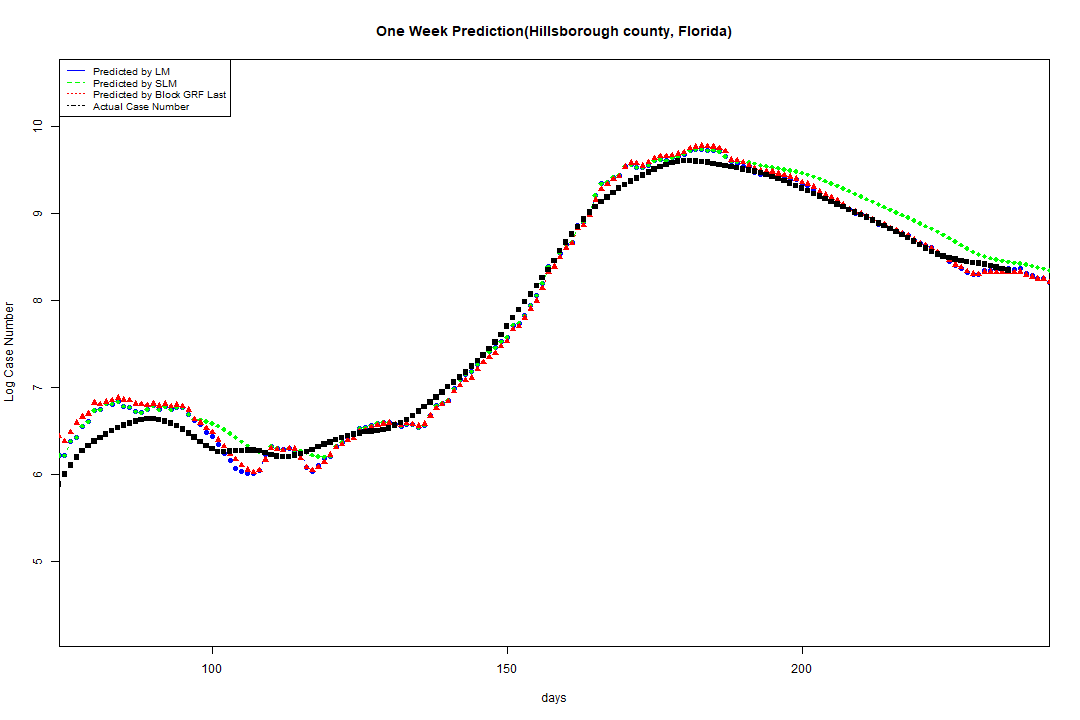 One Week Prediction(Hillsborough county, Florida)
Predicted by LM
Predicted by SLM
Predicted by Block GRF Last
Actual Case Number
Log Case Number
10
9
8
7
6
5
100
150
200
days